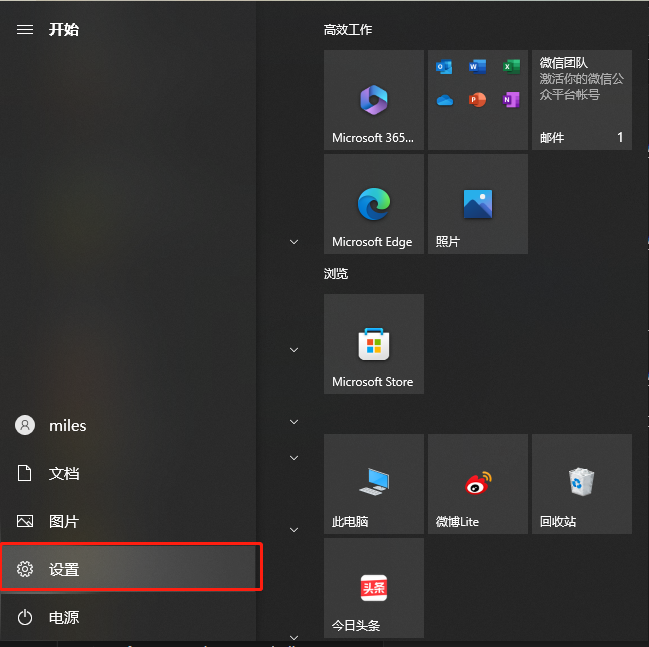 开始
miles
文档
图片
设置
电源
高效工作
Microsoft 365...
微信团队
激活你的微信公
众平台帐号
邮件 1
Microsoft Edge
照片
浏览
Microsoft Store
此电脑
微博Lite
回收站
头条
今日头条